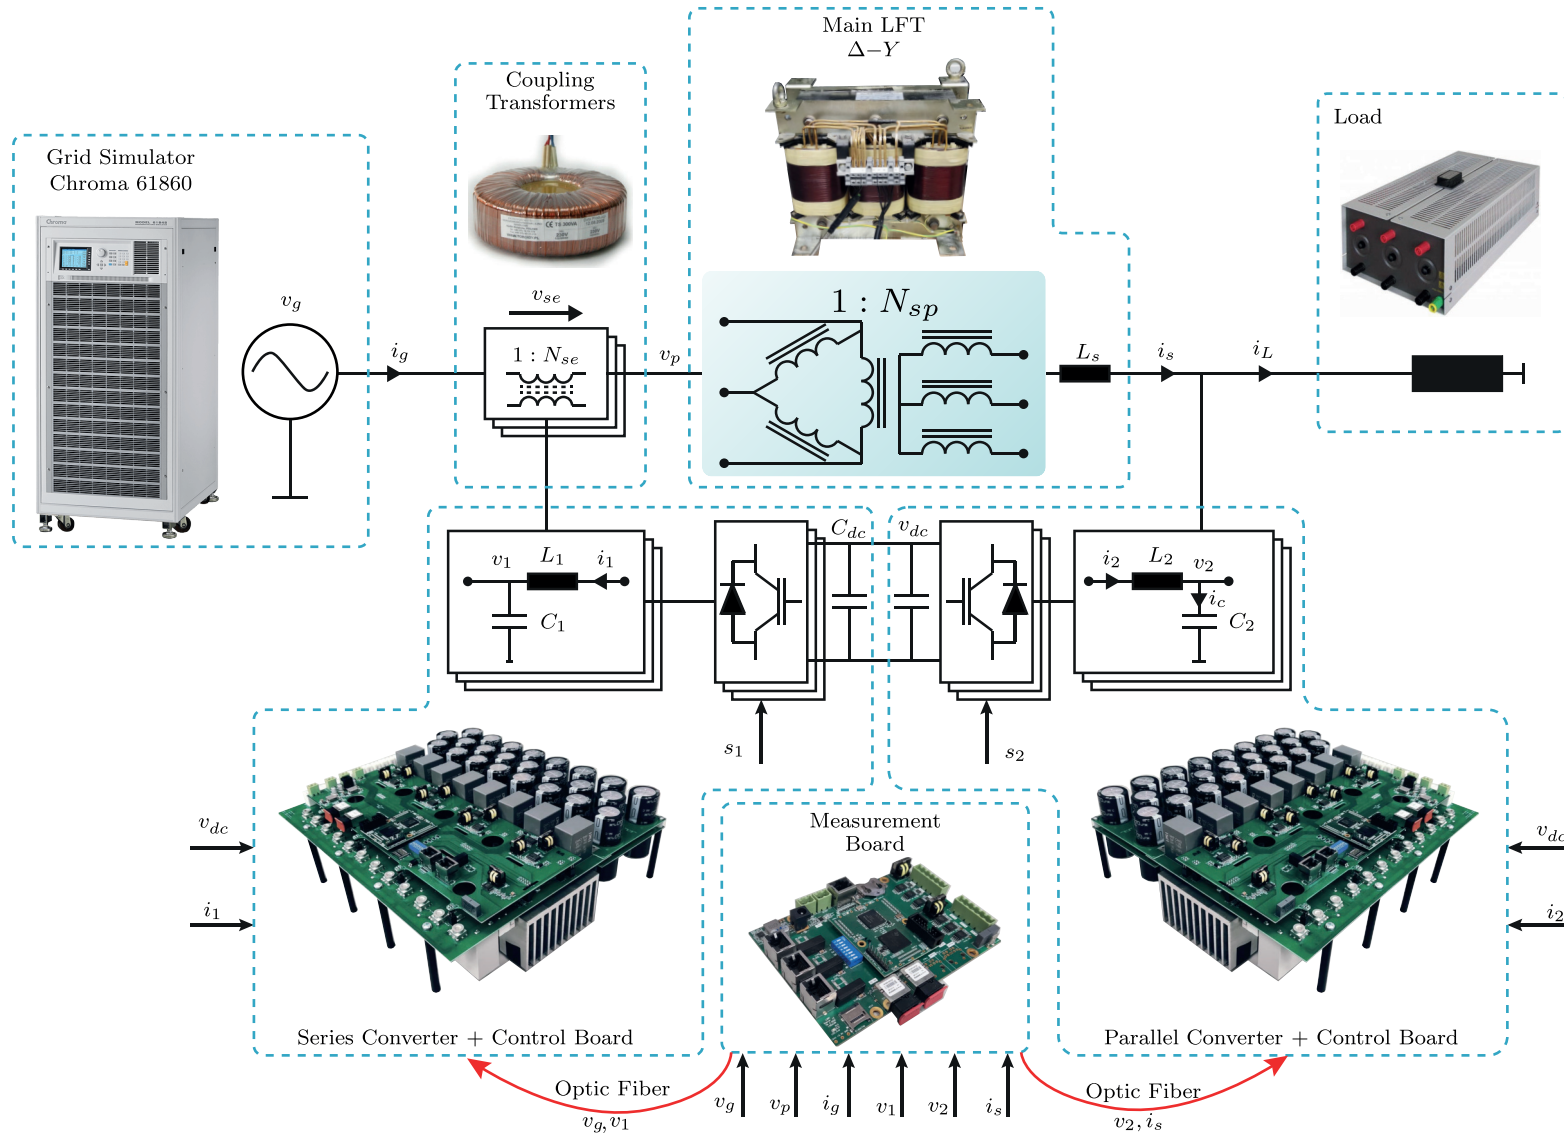 Main LFT
Δ−Y
Coupling
Transformers
Load
Grid Simulator
Chroma 61860
Chroma
v_g
v_se
1 : N_sp
i_g
1 : N_se
v_p
L_s
i_s
i_L
v_1
L_1
i_1
C_1
C_dc
v_dc
i_2
L_2
v_2
i_c
C_2
s_1
s_2
v_dc
i_1
Measurement
Board
v_dc
i_2
Series Converter + Control Board
Parallel Converter + Control Board
Optic Fiber
v_g, v_1
v_g
v_p
i_g
v_1
v_2
i_s
Optic Fiber
v_2, i_s